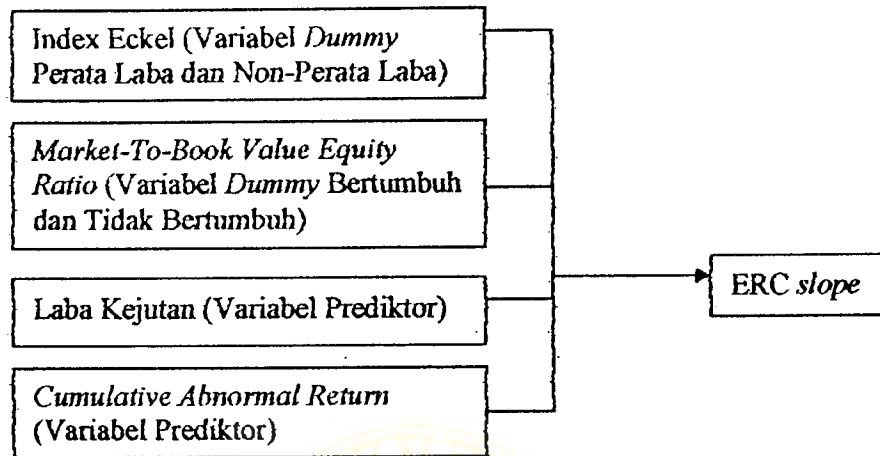 Index Eckel (Variabel Dummy
Perata Laba dan Non-Perata Laba)
Market-To-Book Value Equity
Ratio (Variabel Dummy Bertumbuh
dan Tidak Bertumbuh)
Laba Kejutan (Variabel Prediktor)
Cumulative Abnormal Return
(Variabel Prediktor)
ERC slope